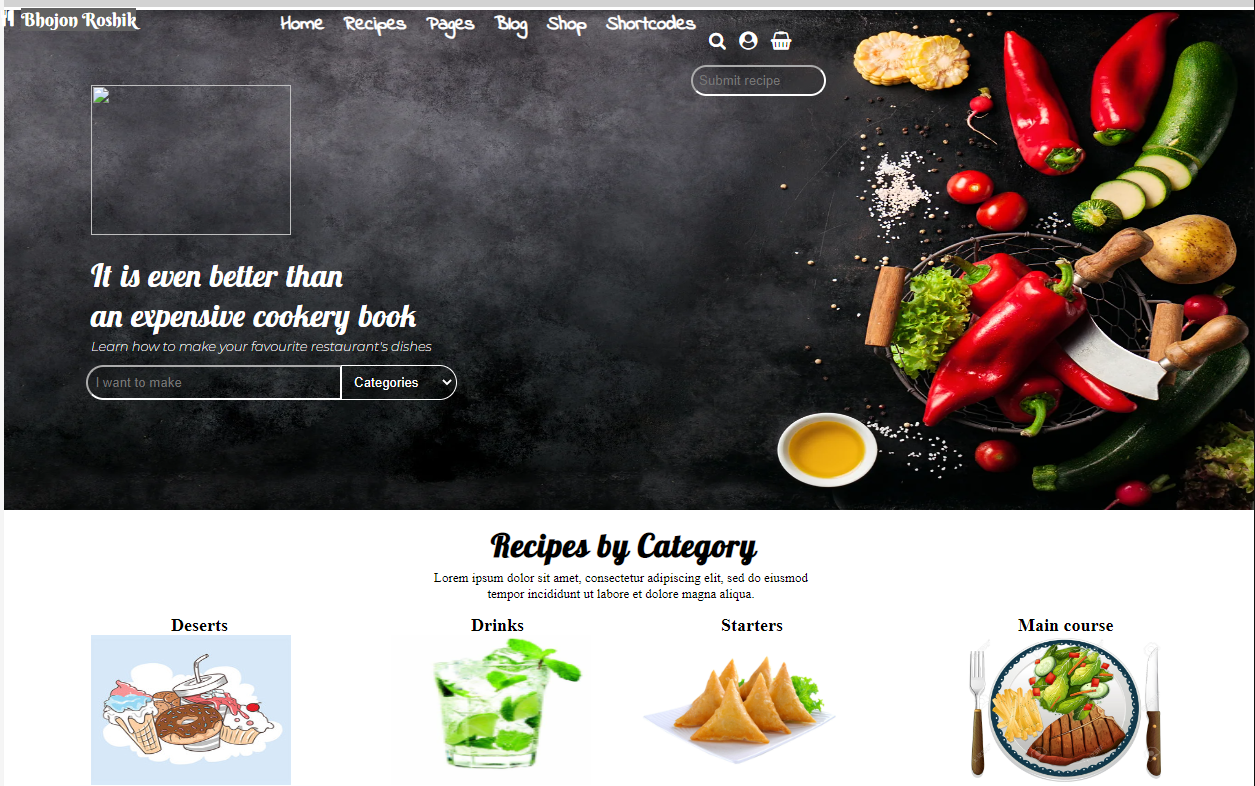 Bhojon Roshik
Home Recipes Pages Blog Shop Shortcodes
Submit recipe
It is even better than
an expensive cookery book
Learn how to make your favourite restaurant's dishes
I want to make
Categories
Recipes by Category
Lorem ipsum dolor sit amet, consectetur adipiscing elit, sed do eiusmod
tempor incididunt ut labore et dolore magna aliqua.
Deserts
Drinks
Starters
Main course